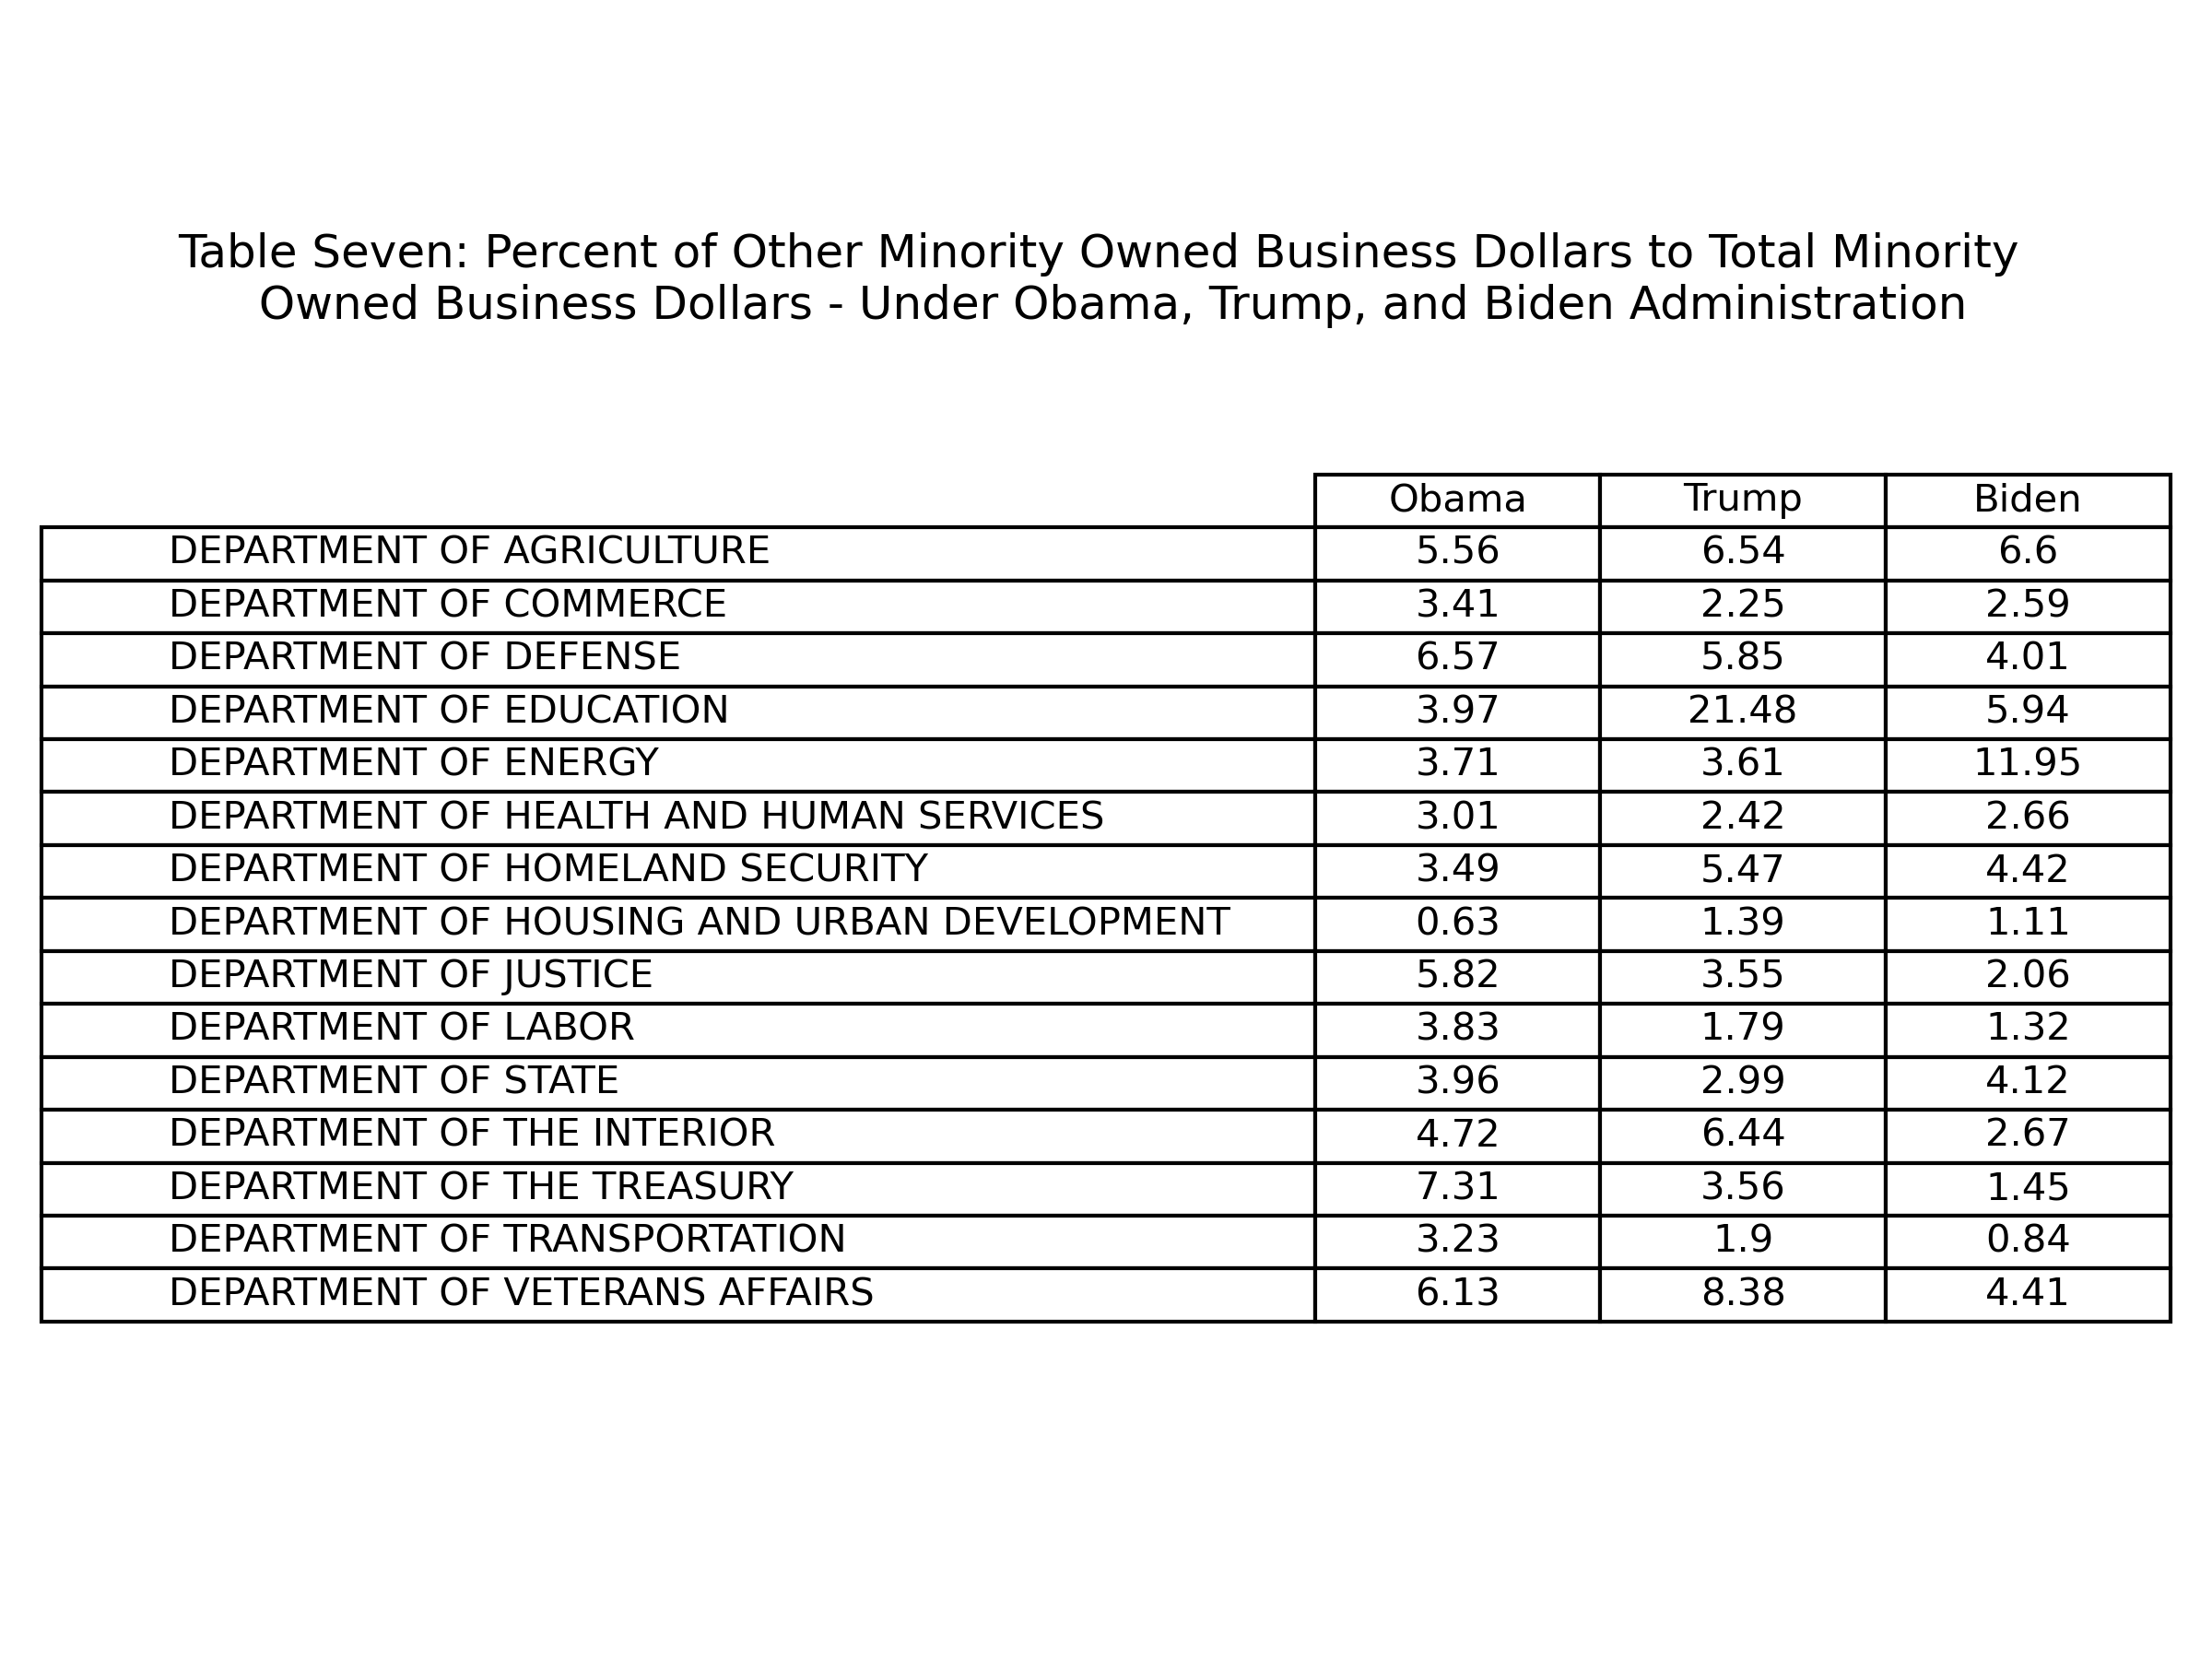 Table Seven: Percent of Other Minority Owned Business Dollars to Total Minority
Owned Business Dollars - Under Obama, Trump, and Biden Administration
Obama Trump Biden
DEPARTMENT OF AGRICULTURE 5.56 6.54 6.6
DEPARTMENT OF COMMERCE 3.41 2.25 2.59
DEPARTMENT OF DEFENSE 6.57 5.85 4.01
DEPARTMENT OF EDUCATION 3.97 21.48 5.94
DEPARTMENT OF ENERGY 3.71 3.61 11.95
DEPARTMENT OF HEALTH AND HUMAN SERVICES 3.01 2.42 2.66
DEPARTMENT OF HOMELAND SECURITY 3.49 5.47 4.42
DEPARTMENT OF HOUSING AND URBAN DEVELOPMENT 0.63 1.39 1.11
DEPARTMENT OF JUSTICE 5.82 3.55 2.06
DEPARTMENT OF LABOR 3.83 1.79 1.32
DEPARTMENT OF STATE 3.96 2.99 4.12
DEPARTMENT OF THE INTERIOR 4.72 6.44 2.67
DEPARTMENT OF THE TREASURY 7.31 3.56 1.45
DEPARTMENT OF TRANSPORTATION 3.23 1.9 0.84
DEPARTMENT OF VETERANS AFFAIRS 6.13 8.38 4.41